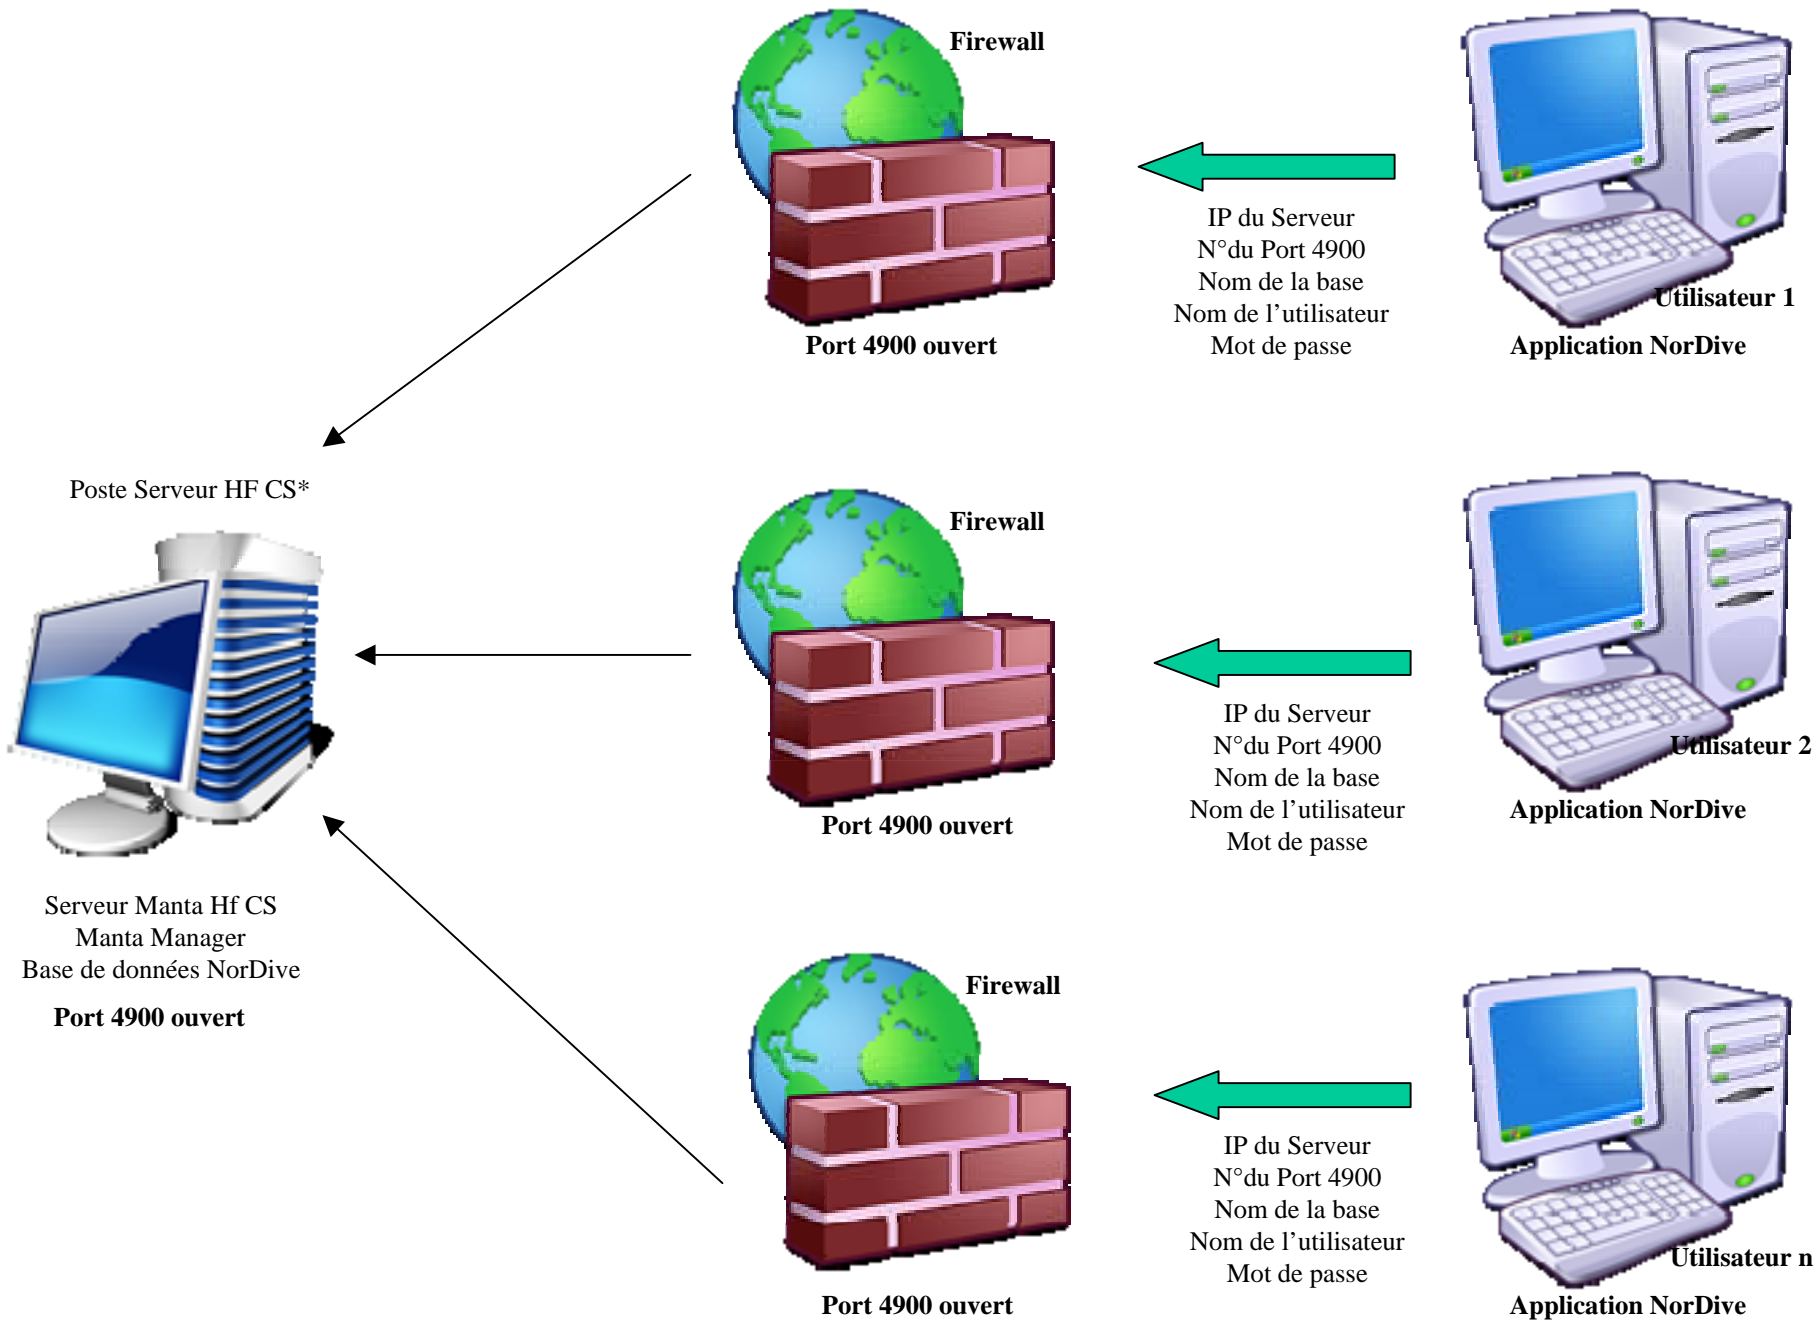 Firewall
IP du Serveur
N°du Port 4900
Nom de la base
Nom de l’utilisateur
Mot de passe
Port 4900 ouvert
Utilisateur 1
Application NorDive
Poste Serveur HF CS*
Serveur Manta Hf CS
Manta Manager
Base de données NorDive
Port 4900 ouvert
Firewall
IP du Serveur
N°du Port 4900
Nom de la base
Nom de l’utilisateur
Mot de passe
Port 4900 ouvert
Utilisateur 2
Application NorDive
Firewall
IP du Serveur
N°du Port 4900
Nom de la base
Nom de l’utilisateur
Mot de passe
Port 4900 ouvert
Utilisateur n
Application NorDive